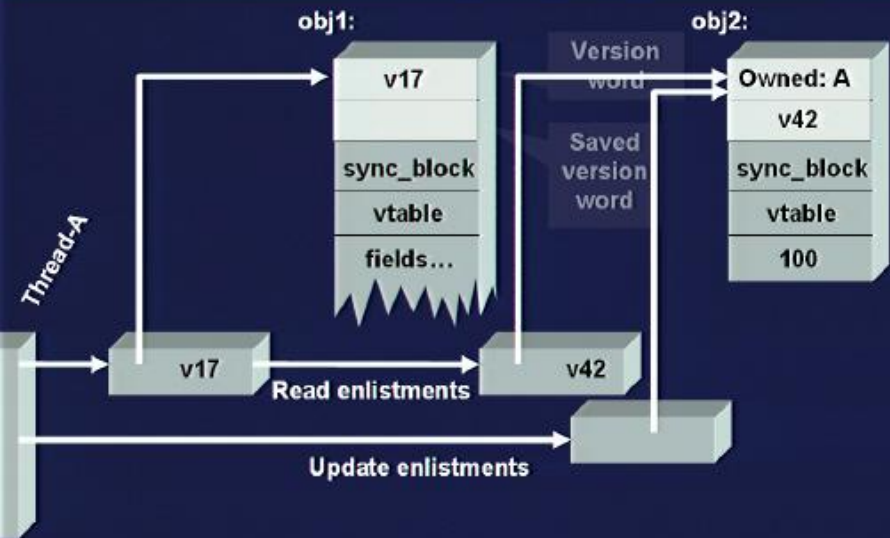 obj1:
obj2:
v17
Version
word
Owned: A
v42
Saved
version
word
sync_block
vtable
fields...
sync_block
vtable
100
Thread-A
v17
Read enlistments
v42
Update enlistments